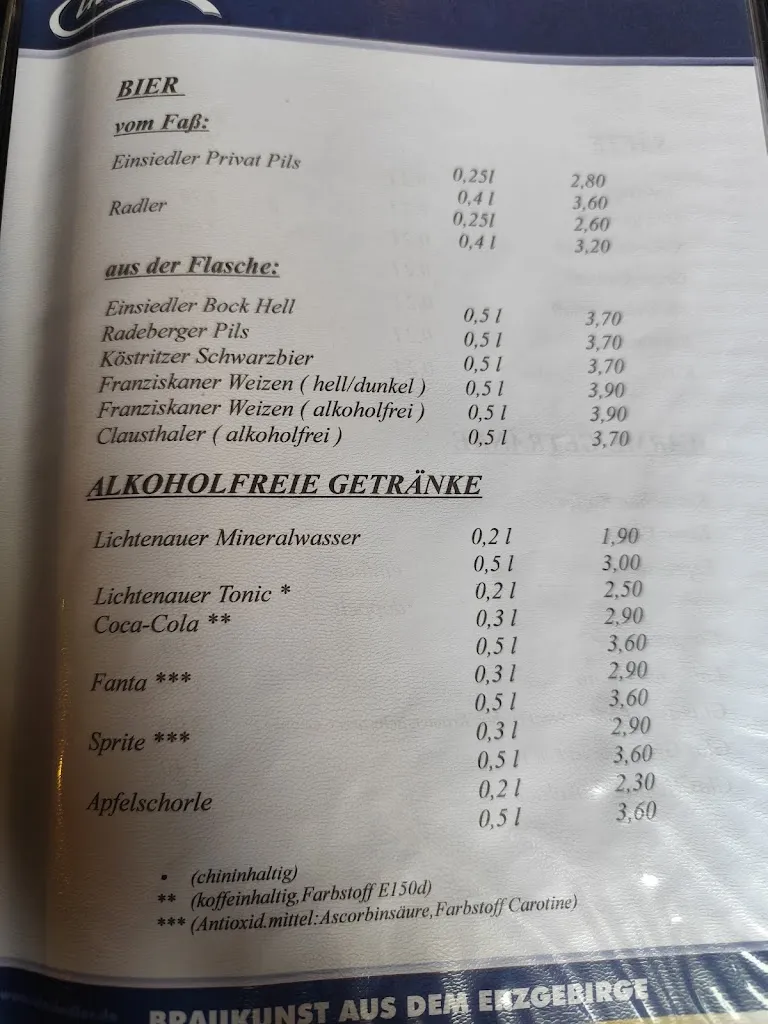 BIER
vom Faß:
Einsiedler Privat Pils 0,25l 2,80
0,4 l 3,60
Radler 0,25l 2,60
0,4 l 3,20
aus der Flasche:
Einsiedler Bock Hell 0,5 l 3,70
Radeberger Pils 0,5 l 3,70
Köstritzer Schwarzbier 0,5 l 3,70
Franziskaner Weizen ( hell/dunkel ) 0,5 l 3,90
Franziskaner Weizen ( alkoholfrei ) 0,5 l 3,90
Clausthaler ( alkoholfrei ) 0,5 l 3,70
ALKOHOLFREIE GETRÄNKE
Lichtenauer Mineralwasser 0,2 l 1,90
0,5 l 3,00
Lichtenauer Tonic * 0,2 l 2,50
Coca-Cola ** 0,3 l 2,90
0,5 l 3,60
Fanta *** 0,3 l 2,90
0,5 l 3,60
Sprite *** 0,3 l 2,90
0,5 l 3,60
Apfelschorle 0,2 l 2,30
0,5 l 3,60
▪ (chininhaltig)
** (koffeinhaltig,Farbstoff E150d)
*** (Antioxid.mittel:Ascorbinsäure,Farbstoff Carotine)
BRAUKUNST AUS DEM ERZGEBIRGE